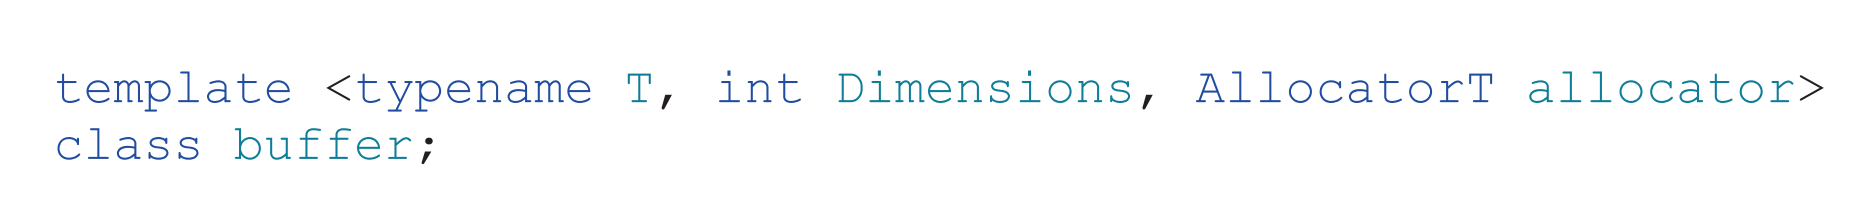 template <typename T, int Dimensions, AllocatorT allocator>
class buffer;